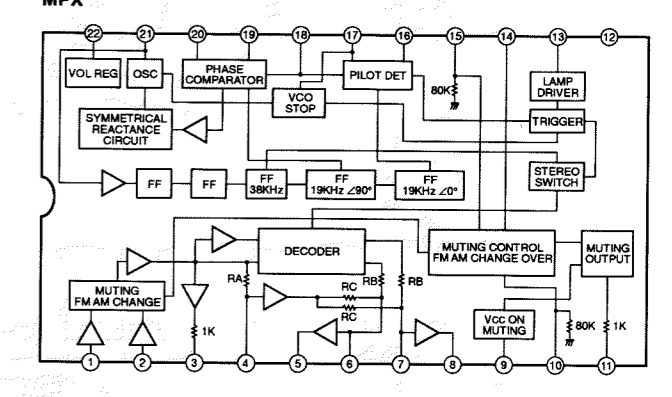 MPX
22 21 20 19 18 17 16 15 14 13 12
VOL REG
OSC
PHASE
COMPARATOR
PILOT DET
LAMP
DRIVER
80K
VCO
STOP
SYMMETRICAL
REACTANCE
CIRCUIT
TRIGGER
FF
FF
FF
38KHz
FF
19KHz ∠90°
FF
19KHz ∠0°
STEREO
SWITCH
DECODER
MUTING CONTROL
FM AM CHANGE OVER
MUTING
OUTPUT
MUTING
FM AM CHANGE
RA
RB
RB
RC
RC
1K
Vcc ON
MUTING
80K
1K
1 2 3 4 5 6 7 8 9 10 11